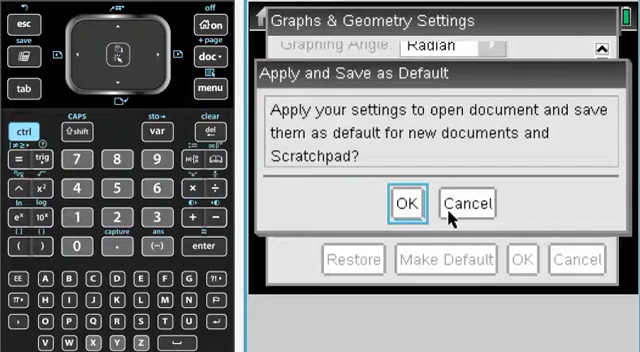 off
esc
on
save
+ page
doc
tab
menu
CAPS
sto→
clear
ctrl
shift
var
del
= trig 7 8 9
^ x² 4 5 6 × ÷
ln log
eˣ 10ˣ 1 2 3 + −
[ ] { } capture ans
( ) 0 . (−) enter
EE A B C D E F G ?!
π H I J K L M N
, O P Q R S T U
V W X Y Z
Graphs & Geometry Settings
Graphing Angle: Radian
Apply and Save as Default
Apply your settings to open document and save
them as default for new documents and
Scratchpad?
OK Cancel
Restore Make Default OK Cancel